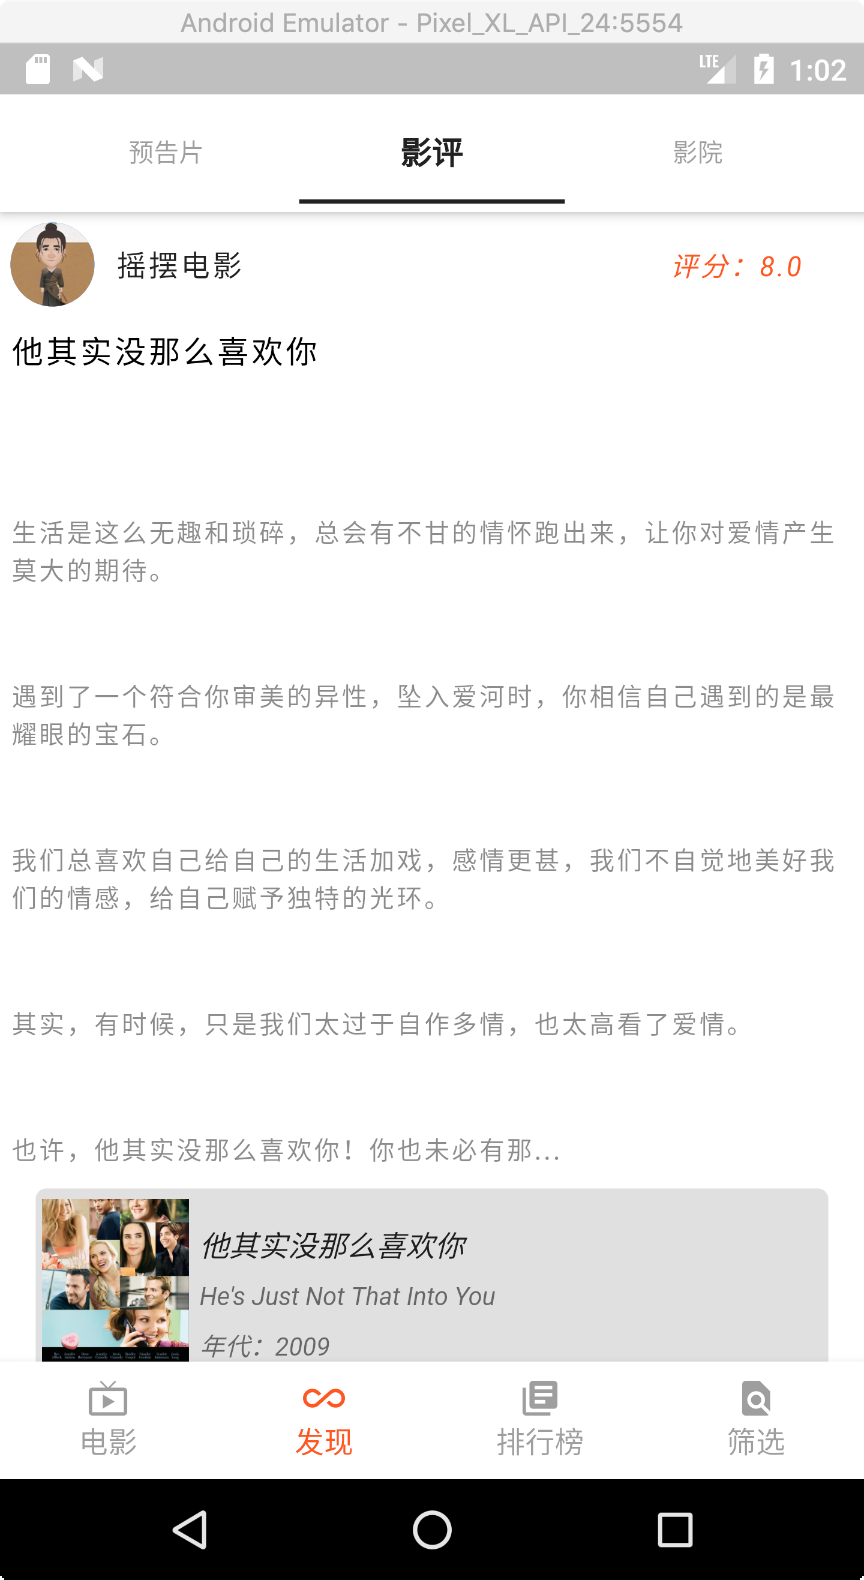 Android Emulator - Pixel_XL_API_24:5554
LTE 1:02
预告片 影评 影院
摇摆电影 评分：8.0
他其实没那么喜欢你
生活是这么无趣和琐碎，总会有不甘的情怀跑出来，让你对爱情产生
莫大的期待。
遇到了一个符合你审美的异性，坠入爱河时，你相信自己遇到的是最
耀眼的宝石。
我们总喜欢自己给自己的生活加戏，感情更甚，我们不自觉地美好我
们的情感，给自己赋予独特的光环。
其实，有时候，只是我们太过于自作多情，也太高看了爱情。
也许，他其实没那么喜欢你！你也未必有那...
他其实没那么喜欢你
He's Just Not That Into You
年代：2009
电影 发现 排行榜 筛选